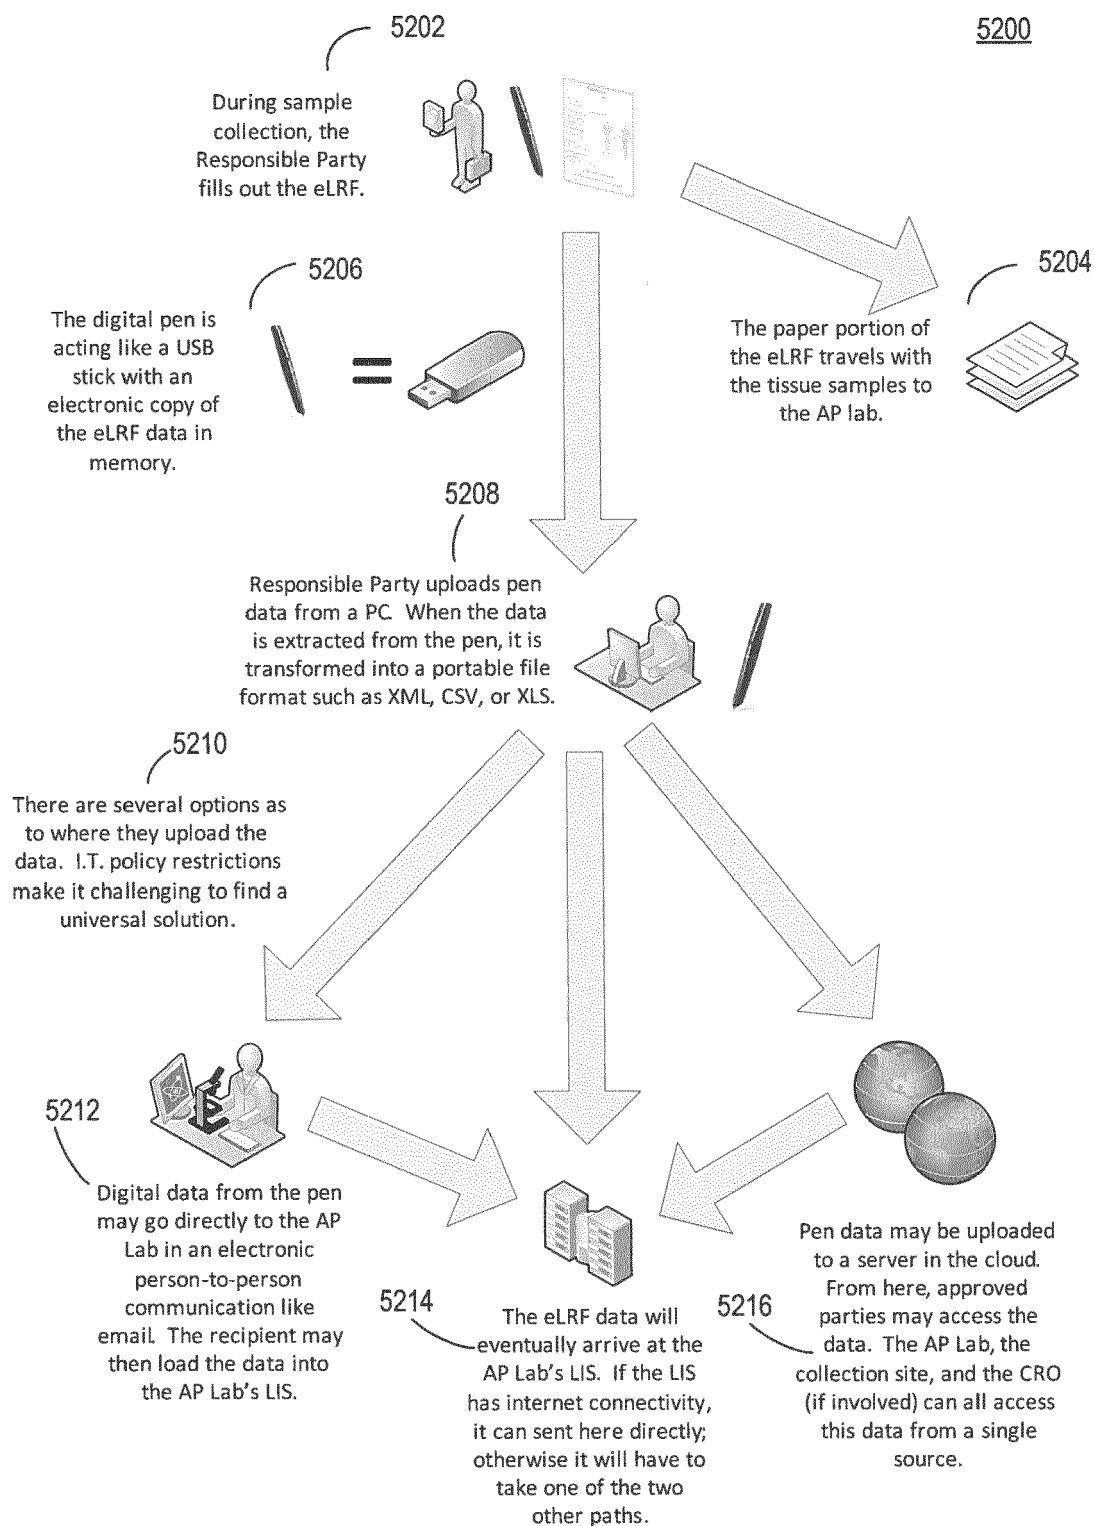 5202
5200
During sample
collection, the
Responsible Party
fills out the eLRF.
5206
5204
The digital pen is
acting like a USB
stick with an
electronic copy of
the eLRF data in
memory.
The paper portion of
the eLRF travels with
the tissue samples to
the AP lab.
5208
Responsible Party uploads pen
data from a PC. When the data
is extracted from the pen, it is
transformed into a portable file
format such as XML, CSV, or XLS.
5210
There are several options as
to where they upload the
data. I.T. policy restrictions
make it challenging to find a
universal solution.
5212
Digital data from the pen
may go directly to the AP
Lab in an electronic
person-to-person
communication like
email. The recipient may
then load the data into
the AP Lab's LIS.
5214
The eLRF data will
eventually arrive at the
AP Lab's LIS. If the LIS
has internet connectivity,
it can sent here directly;
otherwise it will have to
take one of the two
other paths.
5216
Pen data may be uploaded
to a server in the cloud.
From here, approved
parties may access the
data. The AP Lab, the
collection site, and the CRO
(if involved) can all access
this data from a single
source.